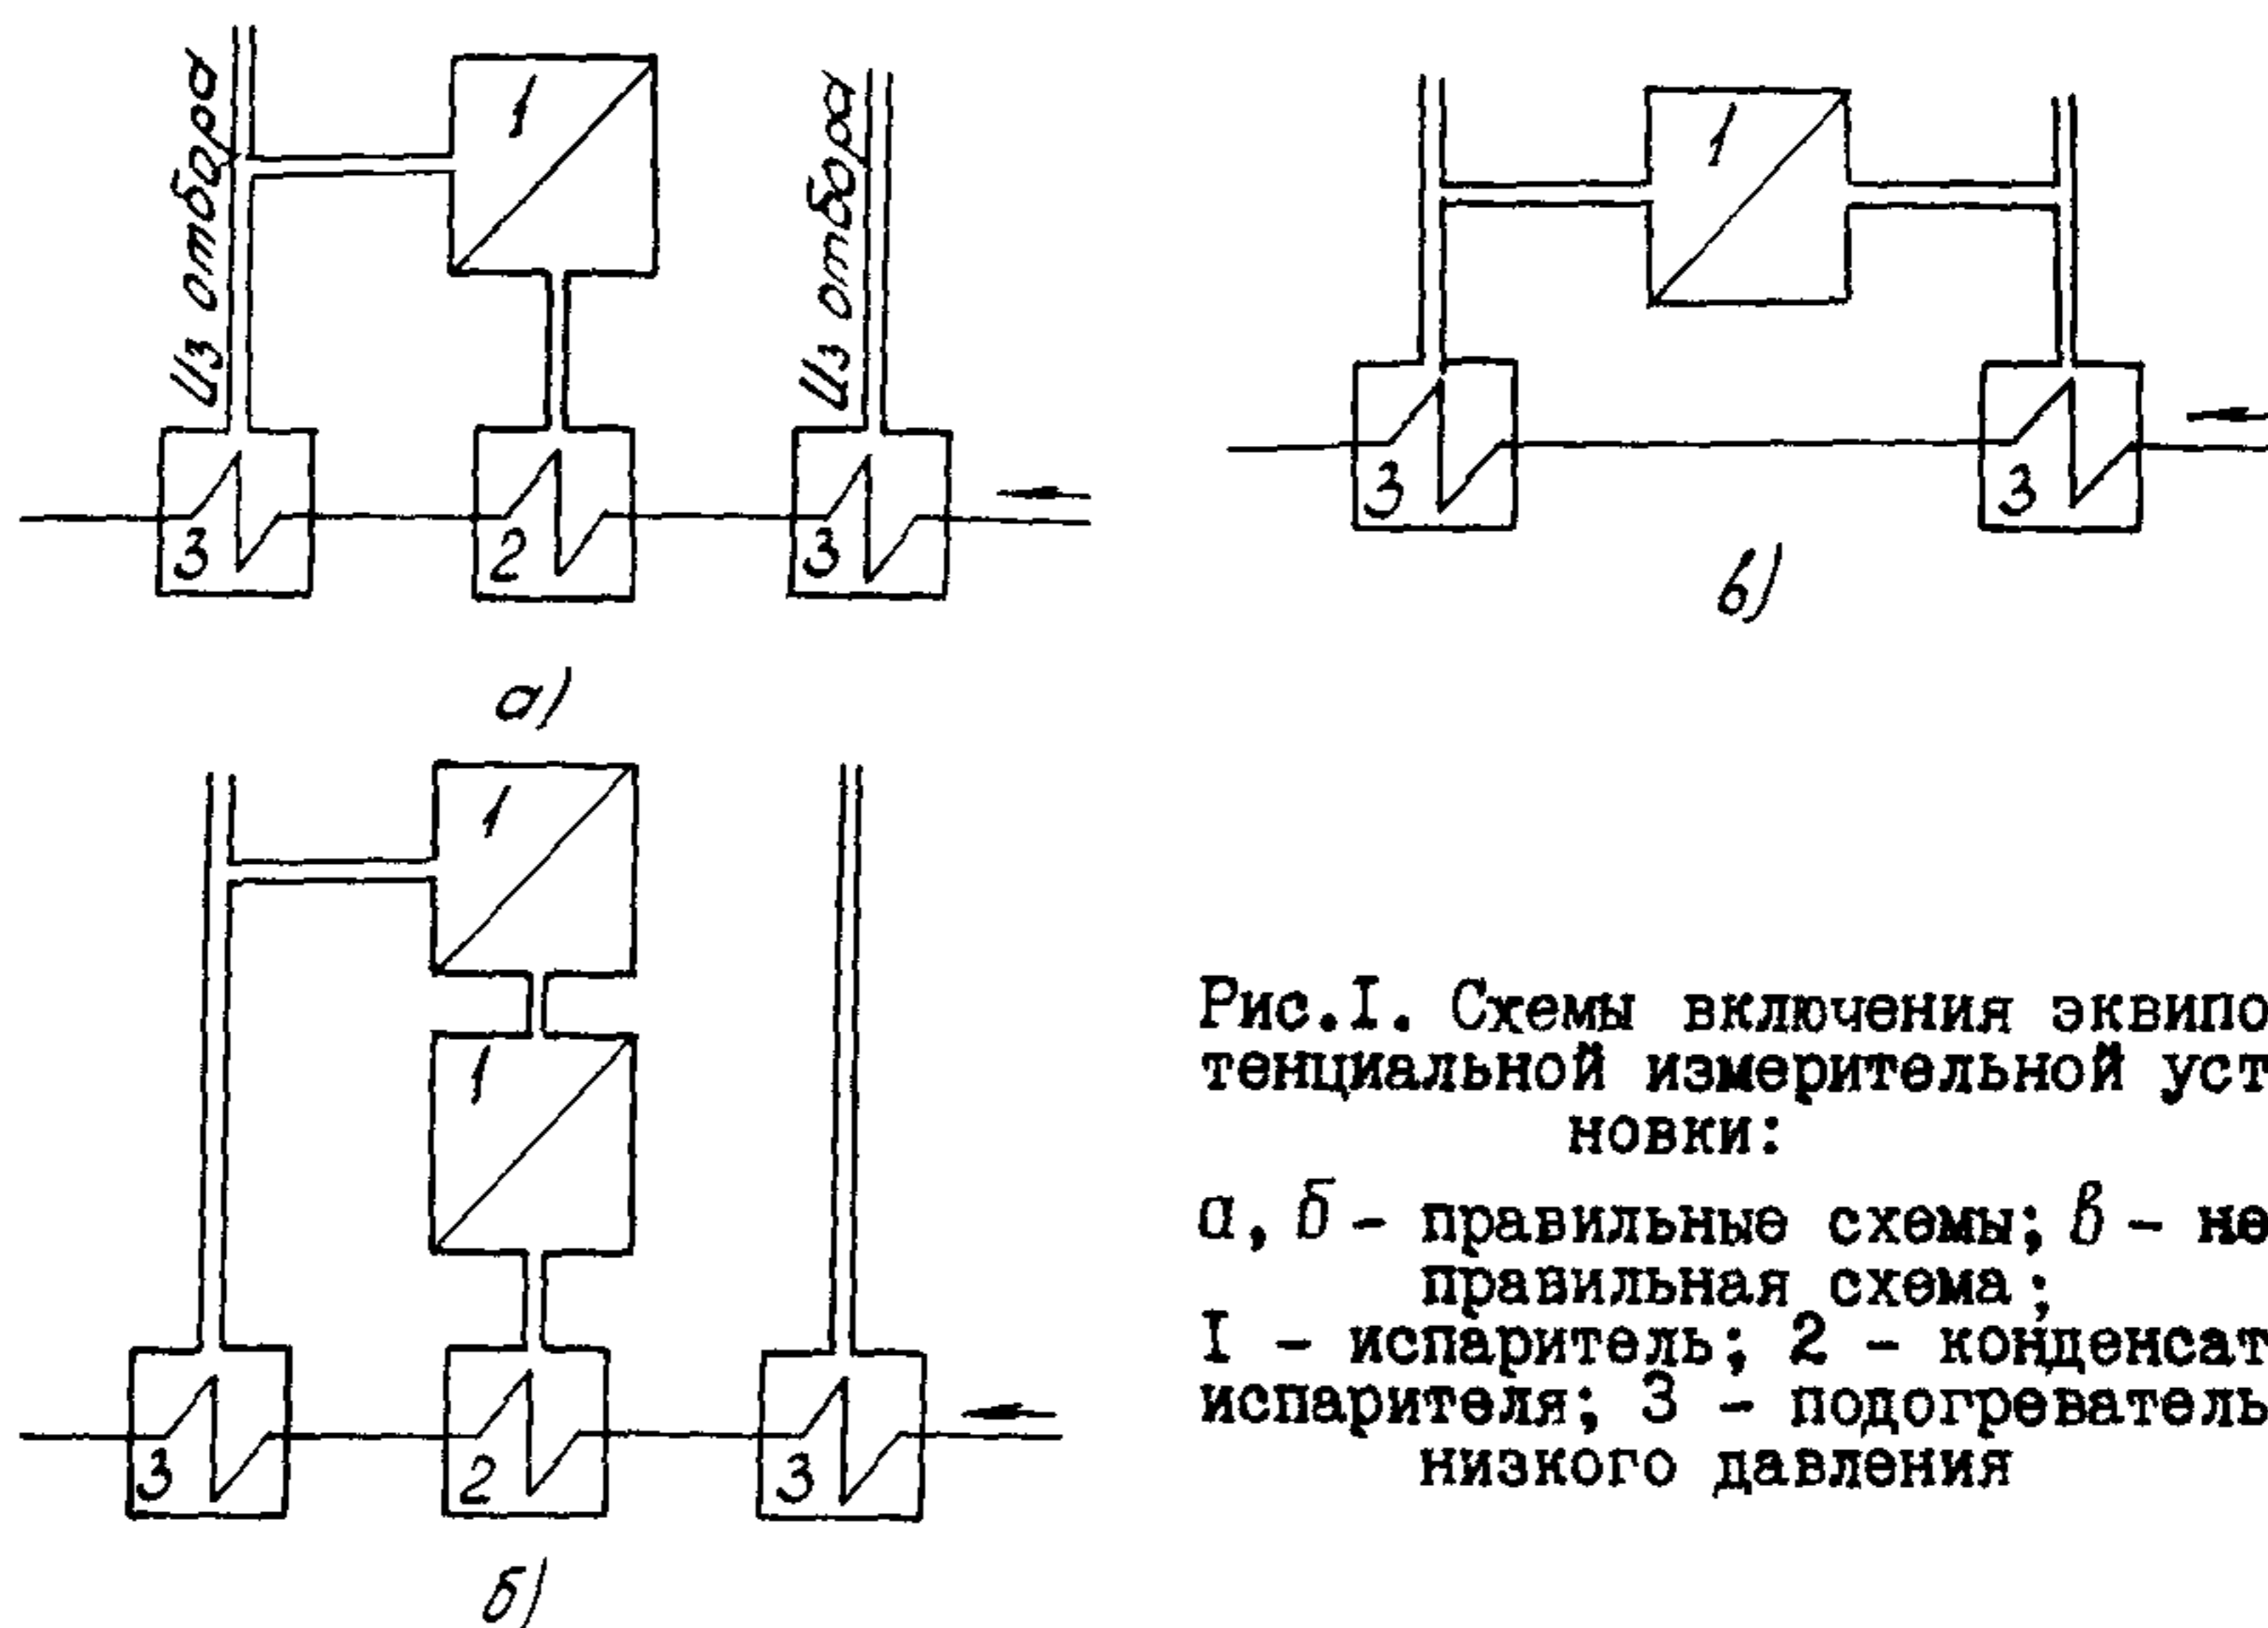 Из отбора
1
Из отбора
3
2
3
а)
1
3
3
в)
1
1
3
2
3
б)
Рис.I. Схемы включения эквипо
тенциальной измерительной уст
новки:
а, б - правильные схемы; в - не
правильная схема;
I - испаритель; 2 - конденсат
испарителя; 3 - подогреватель
низкого давления